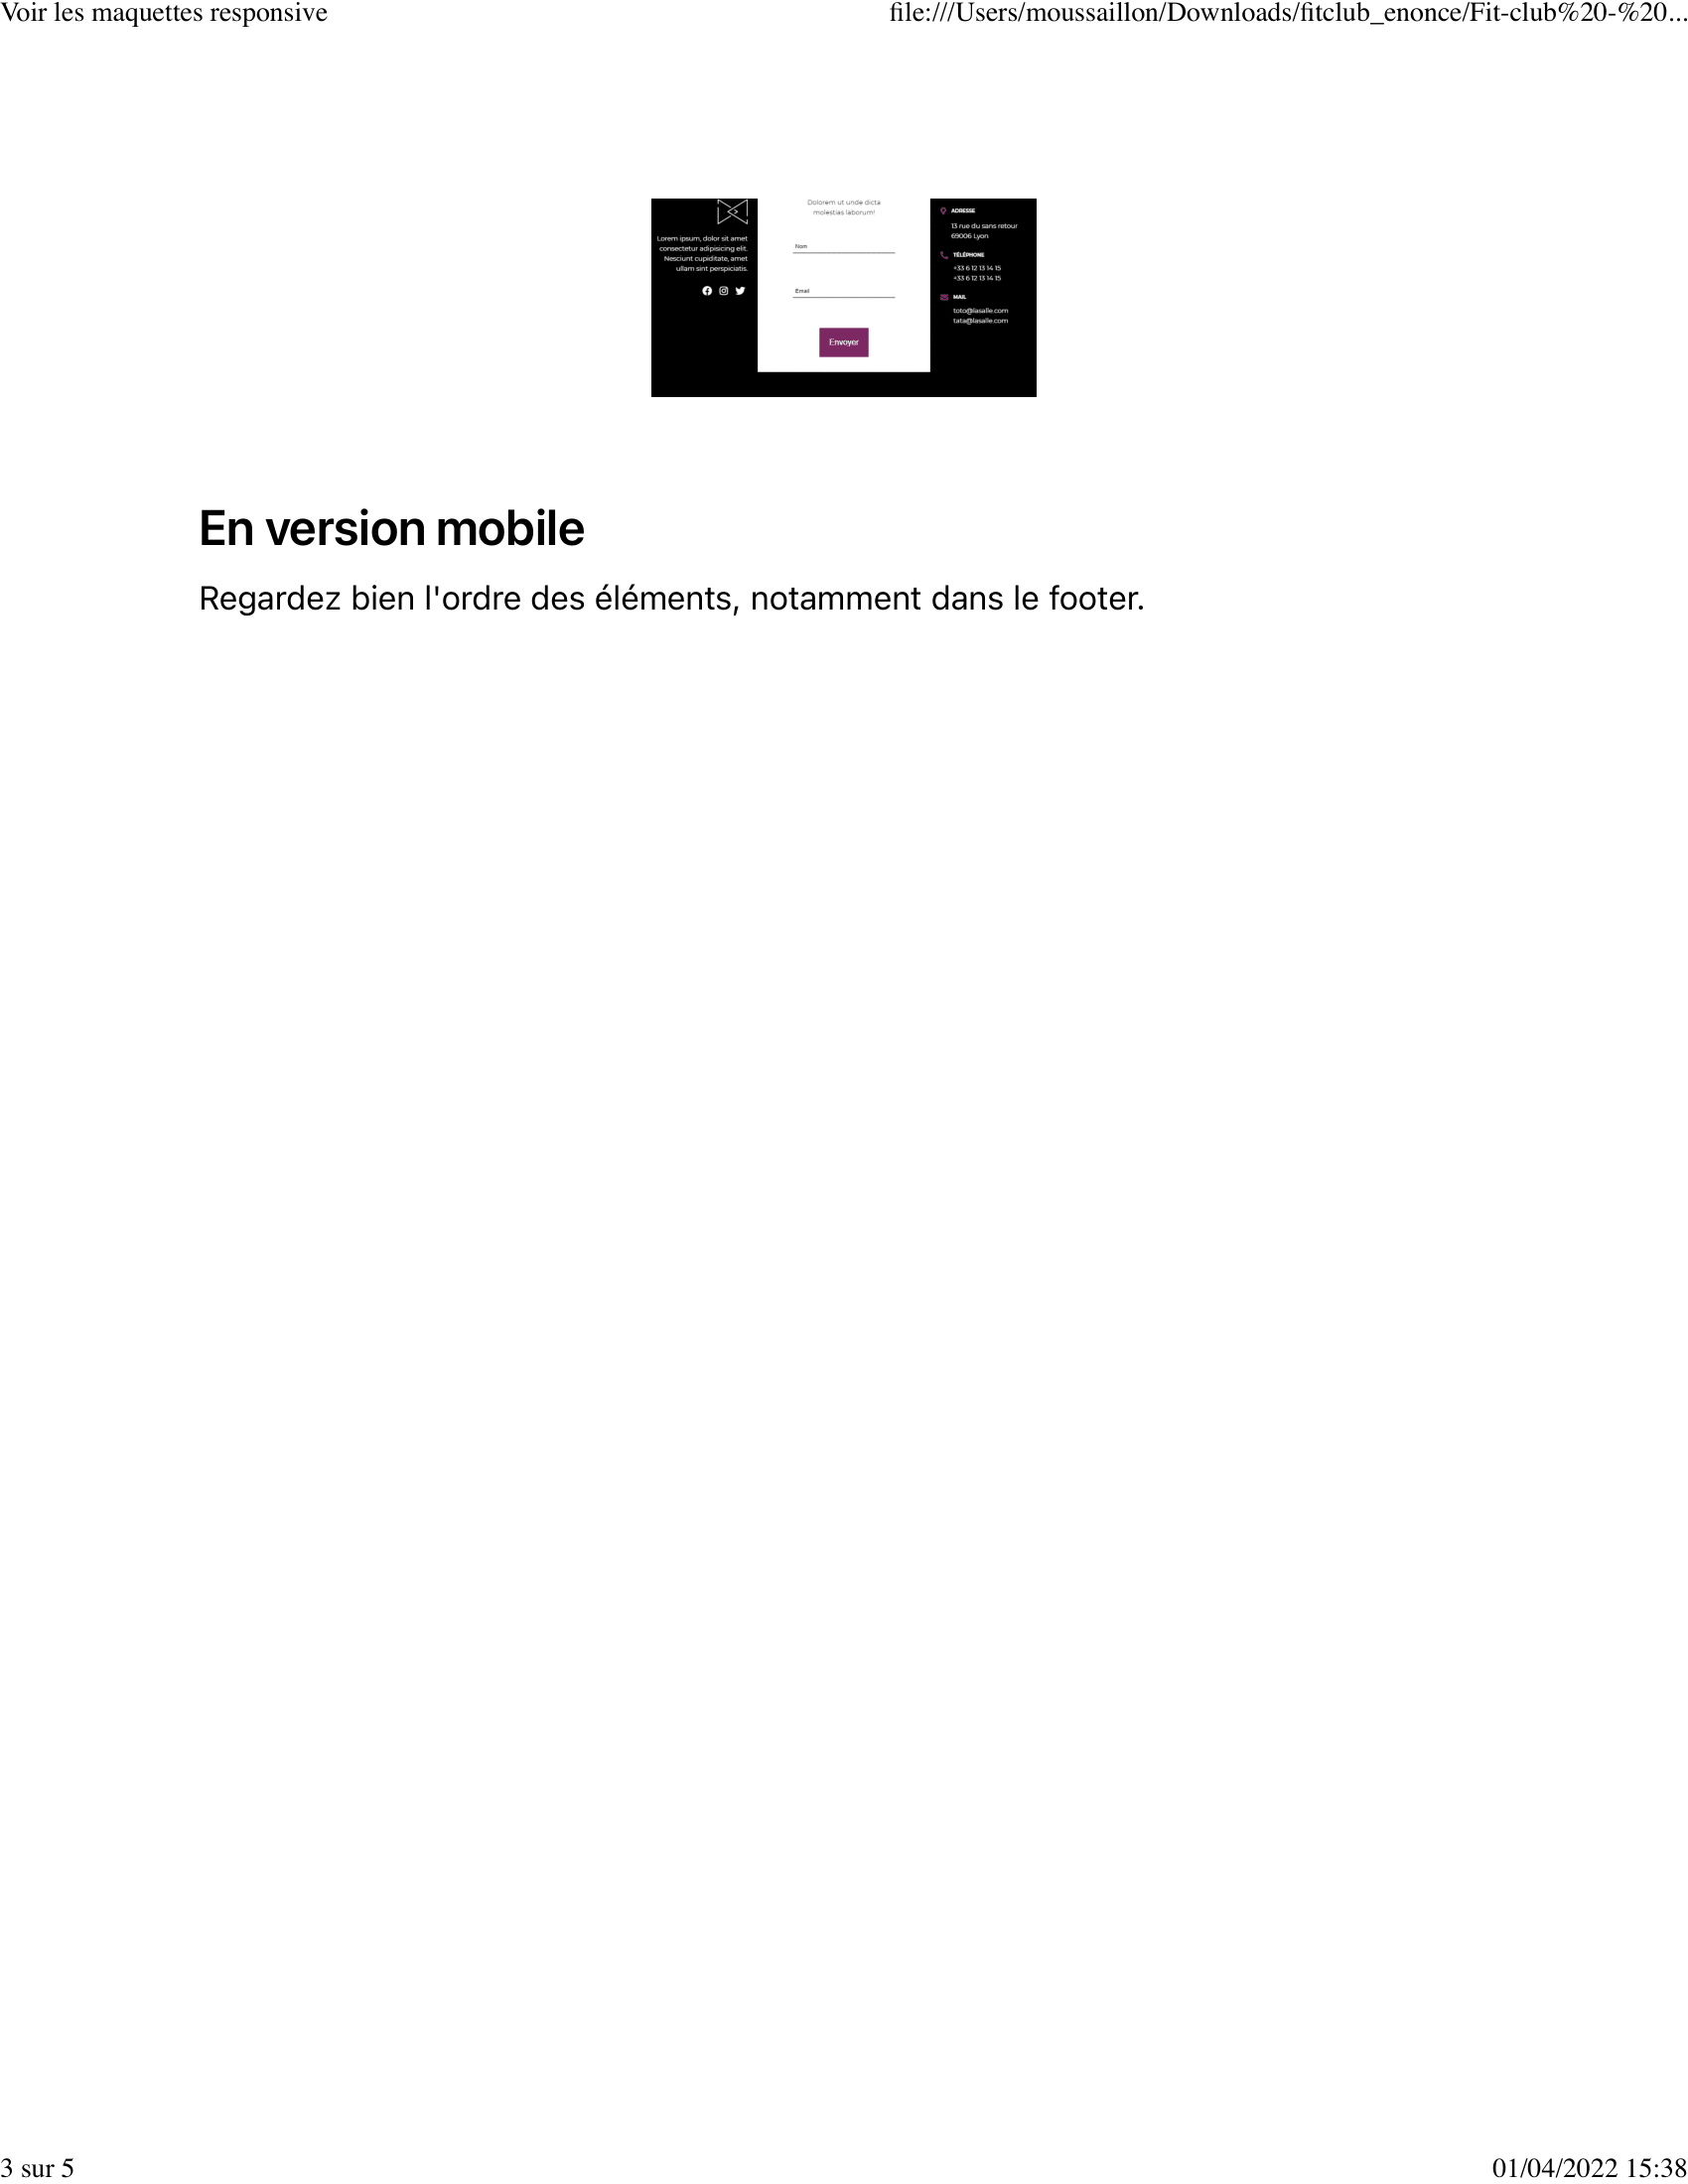 Voir les maquettes responsive
file:///Users/moussaillon/Downloads/fitclub_enonce/Fit-club%20-%20...
Lorem ipsum, dolor sit amet
consectetur adipisicing elit.
Nesciunt cupiditate, amet
ullam sint perspiciatis.
Dolorem ut unde dicta
molestias laborum!
Nom
Email
Envoyer
ADRESSE
13 rue du sans retour
69006 Lyon
TÉLÉPHONE
+33 6 12 13 14 15
+33 6 12 13 14 15
MAIL
toto@lasalle.com
tata@lasalle.com
En version mobile
Regardez bien l'ordre des éléments, notamment dans le footer.
3 sur 5
01/04/2022 15:38